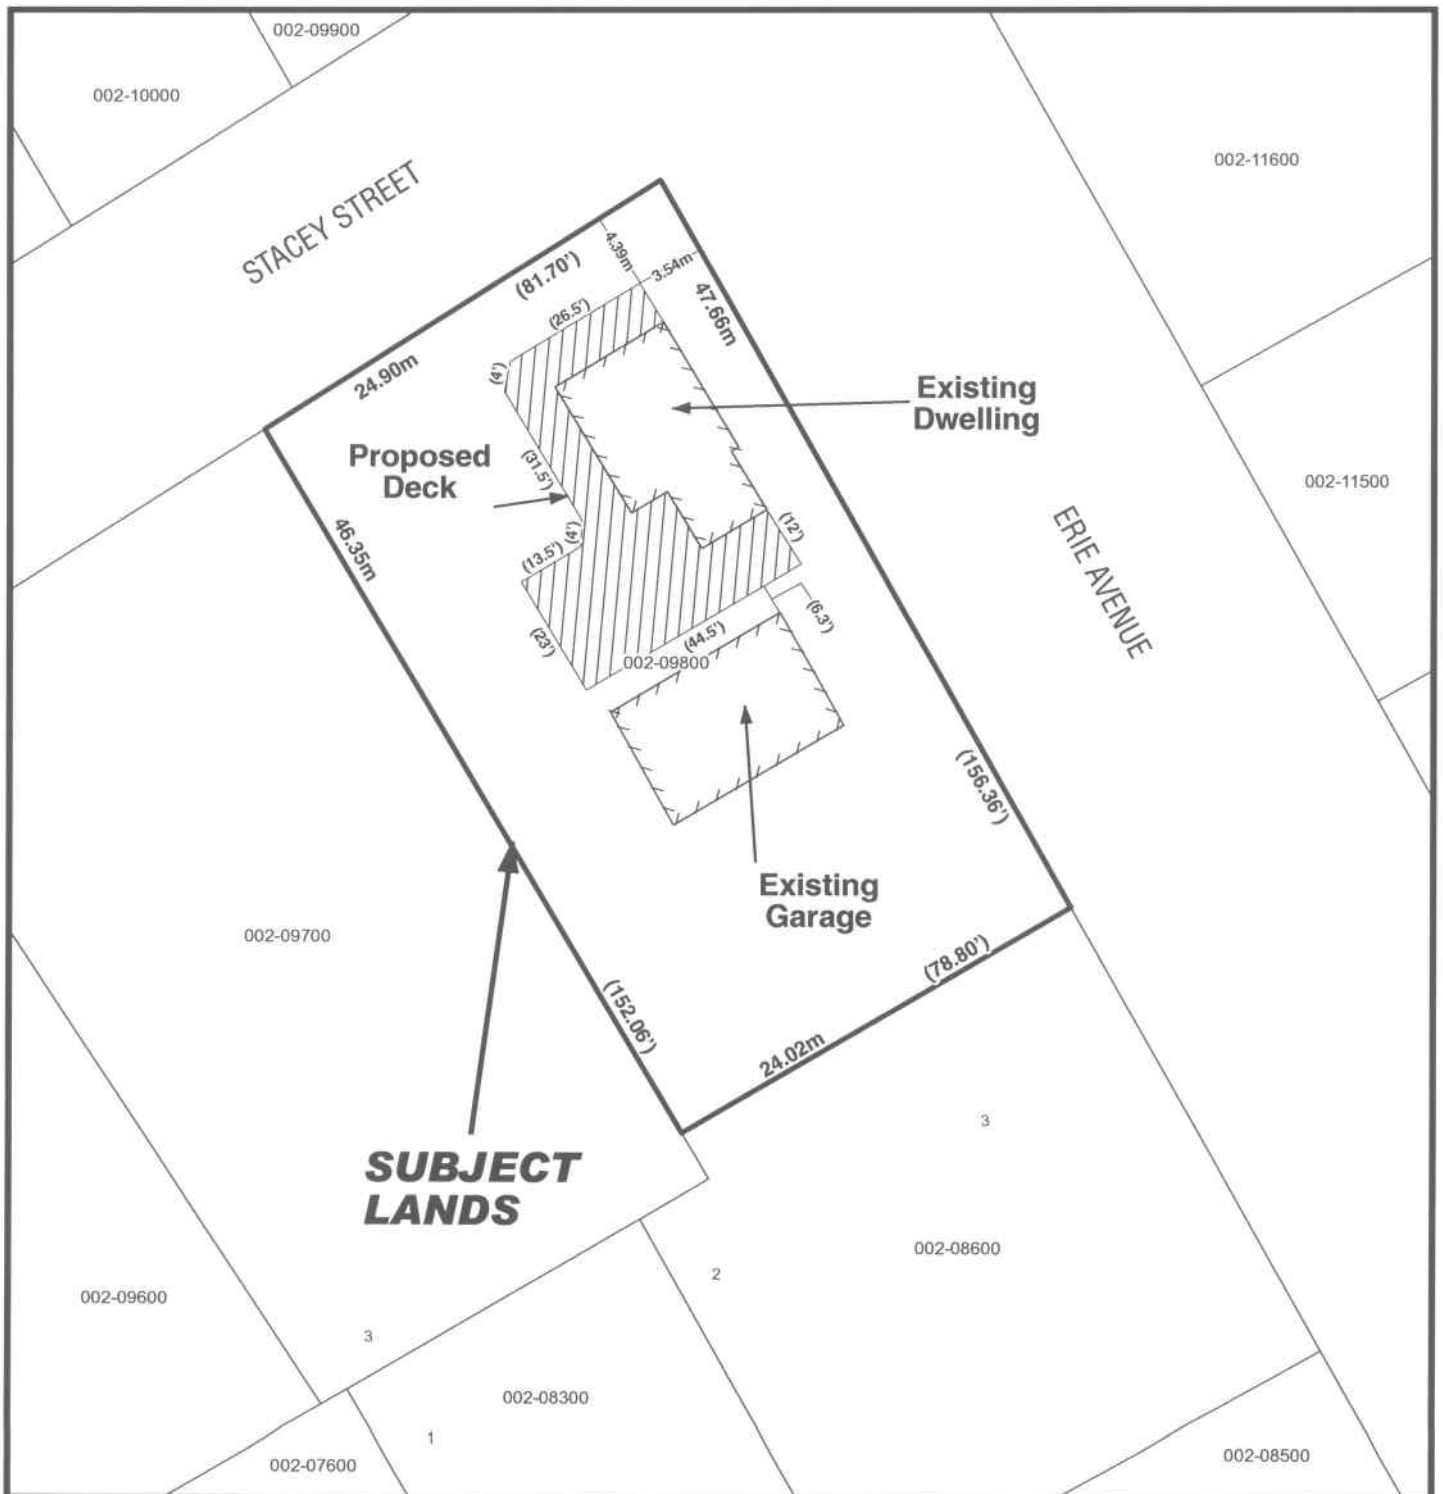 002-09900
002-10000
002-11600
STACEY STREET
4.39m
3.54m
(81.70')
47.66m
(26.5')
24.90m
(4')
Existing
Dwelling
Proposed
Deck
(31.5')
002-11500
(12')
(4')
46.35m
(13.5')
ERIE AVENUE
(6.3')
(23')
(44.5')
002-09800
(156.36')
Existing
Garage
002-09700
(78.80')
(152.06')
24.02m
3
SUBJECT
LANDS
002-08600
2
002-09600
3
002-08300
1
002-07600
002-08500